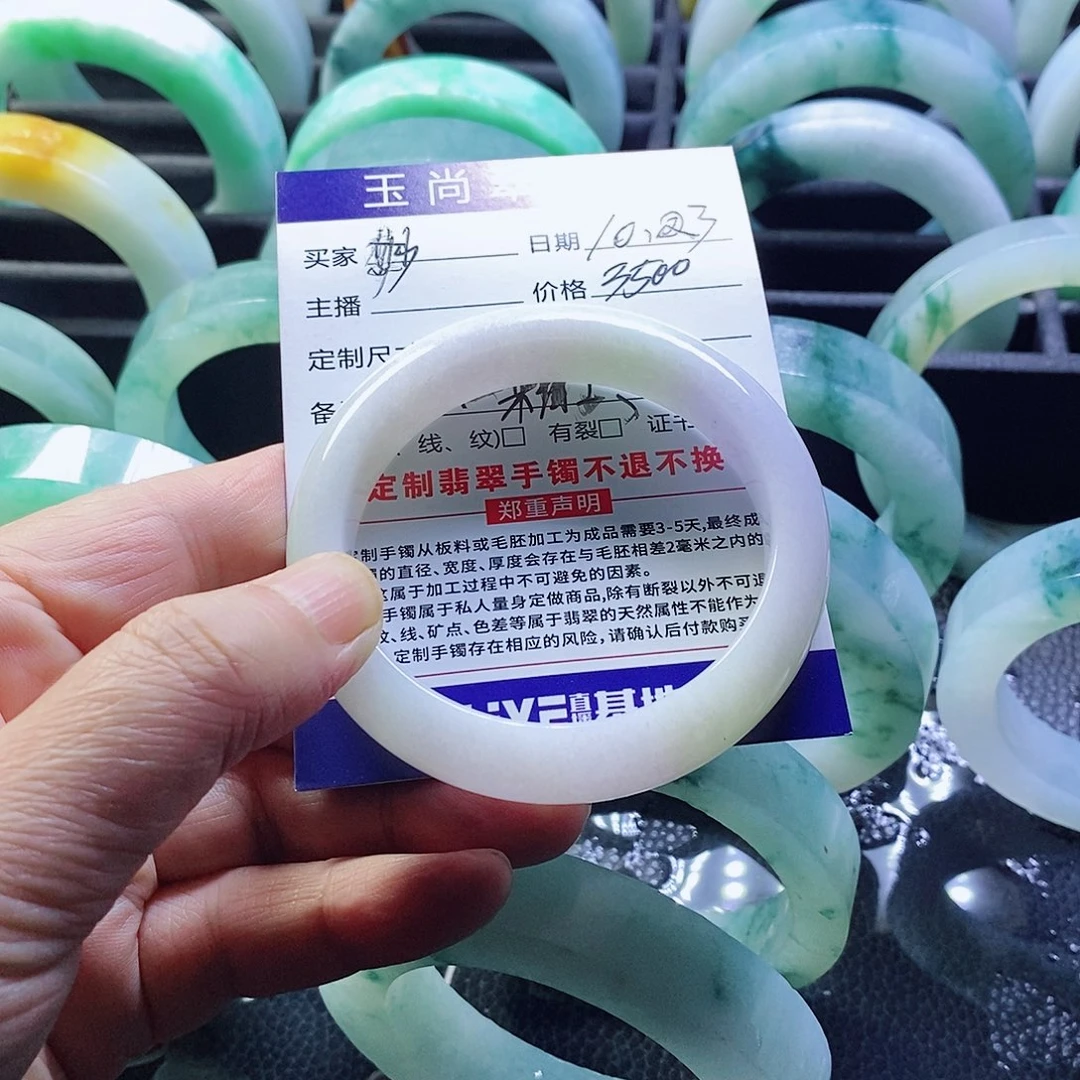 玉尚
买家 日期 10.23
主播 价格 3500
定制尺
备
线、纹)□ 有裂□ 证书
定制翡翠手镯不退不换
郑重声明
制手镯从板料或毛胚加工为成品需要3-5天,最终成
的直径、宽度、厚度会存在与毛胚相差2毫米之内的
属于加工过程中不可避免的因素。
手镯属于私人量身定做商品,除有断裂以外不可退
纹、线、矿点、色差等属于翡翠的天然属性不能作为
定制手镯存在相应的风险,请确认后付款购买
直播基地